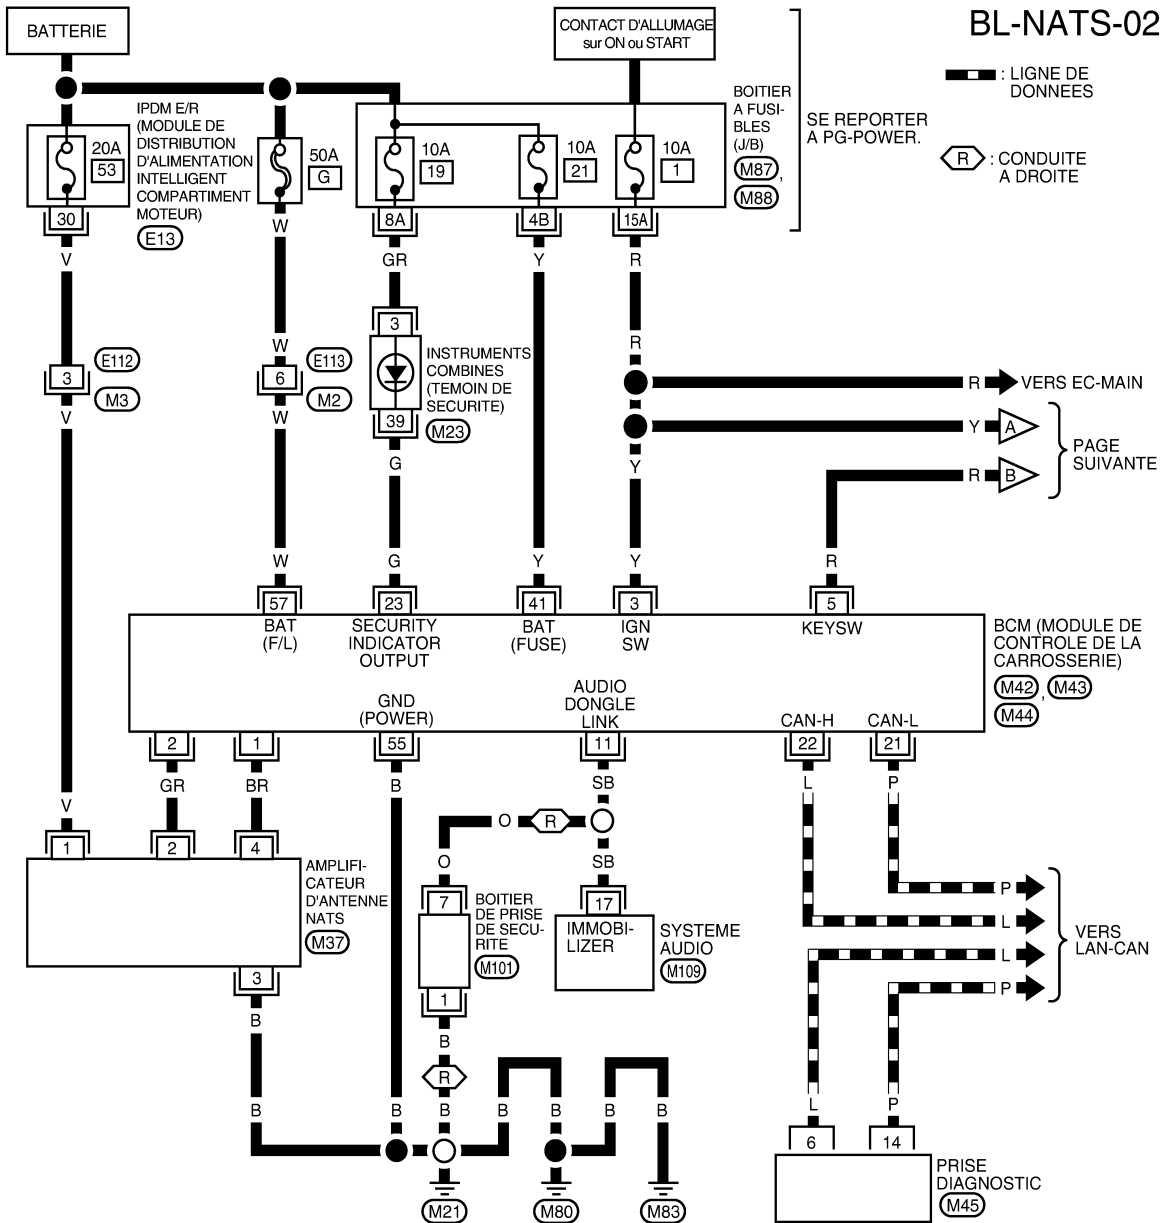 BL-NATS-02
BATTERIE
CONTACT D'ALLUMAGE
sur ON ou START
: LIGNE DE
DONNEES
R : CONDUITE
A DROITE
SE REPORTER
A PG-POWER.
BOITIER
A FUSI-
BLES
(J/B)
M87,
M88
IPDM E/R
(MODULE DE
DISTRIBUTION
D'ALIMENTATION
INTELLIGENT
COMPARTIMENT
MOTEUR)
E13
20A
53
50A
G
10A
19
10A
21
10A
1
30
8A
4B
15A
V
W
GR
Y
R
3
W
R
E112
M3
3
6
E113
M2
INSTRUMENTS
COMBINES
(TEMOIN DE
SECURITE)
M23
39
R
VERS EC-MAIN
V
W
Y
A
PAGE
SUIVANTE
G
Y
R
B
W
G
Y
Y
R
57
23
41
3
5
BAT
(F/L)
SECURITY
INDICATOR
OUTPUT
BAT
(FUSE)
IGN
SW
KEYSW
BCM (MODULE DE
CONTROLE DE LA
CARROSSERIE)
M42, M43
M44
GND
(POWER)
AUDIO
DONGLE
LINK
CAN-H
CAN-L
2
1
55
11
22
21
GR
BR
B
SB
L
P
V
O
R
1
2
4
O
SB
AMPLIFI-
CATEUR
D'ANTENNE
NATS
M37
7
BOITIER
DE PRISE
DE SECU-
RITE
M101
17
IMMOBI-
LIZER
SYSTEME
AUDIO
M109
P
L
L
P
VERS
LAN-CAN
3
1
B
B
R
B
B
B
B
B
B
B
L
P
6
14
PRISE
DIAGNOSTIC
M45
M21
M80
M83